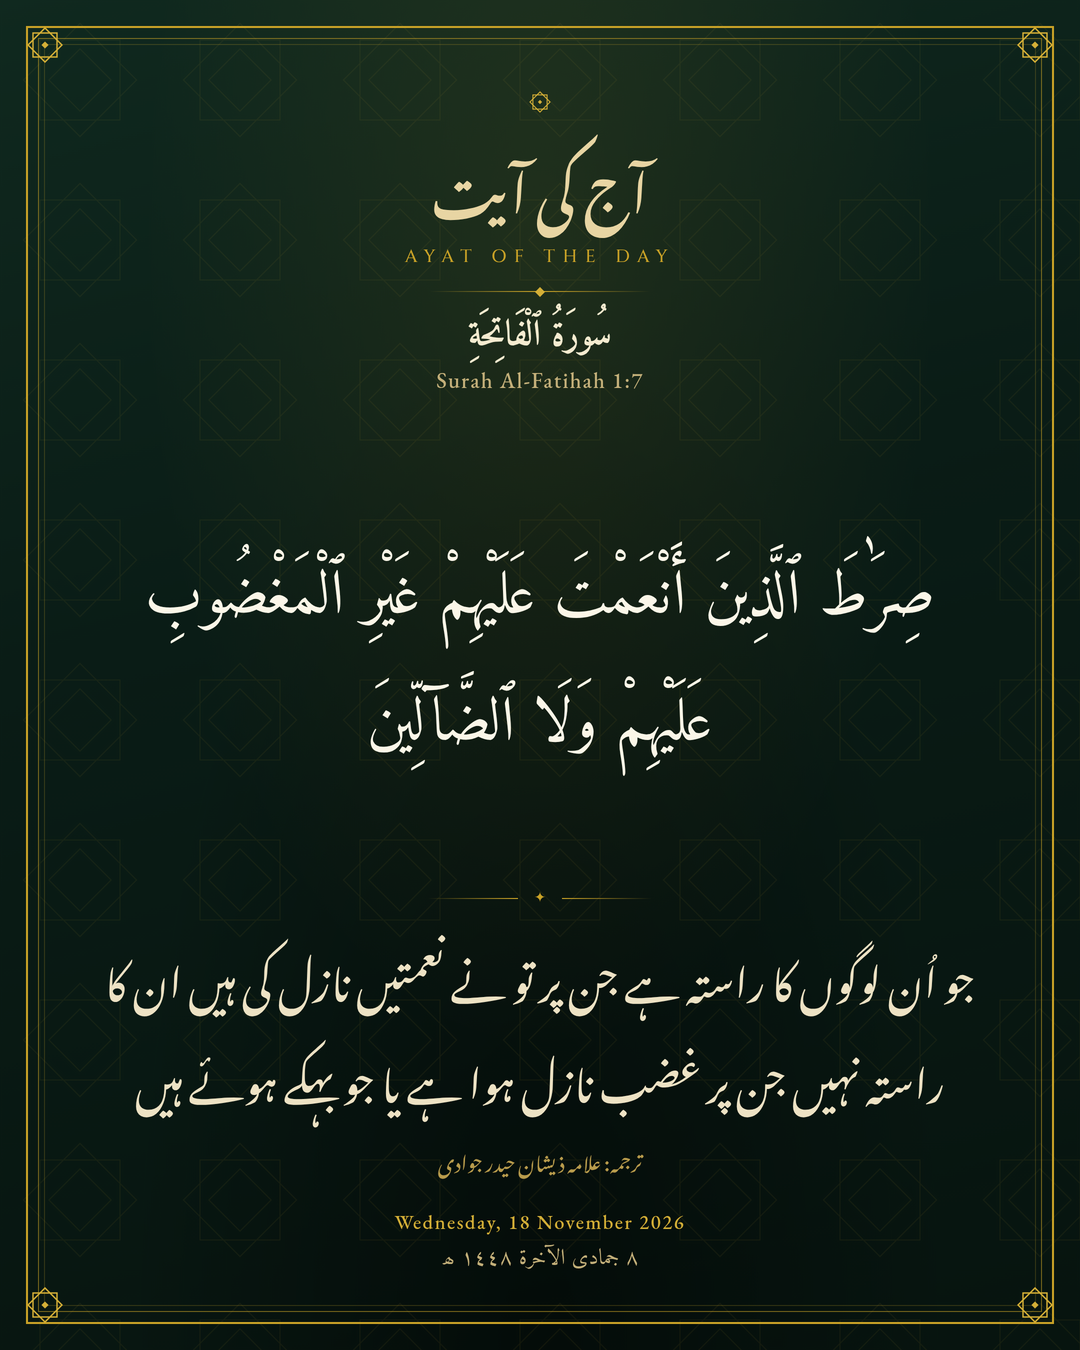 آج کی آیت
AYAT OF THE DAY
سُورَةُ ٱلْفَاتِحَةِ
Surah Al-Fatihah 1:7
صِرَٰطَ ٱلَّذِينَ أَنْعَمْتَ عَلَيْهِمْ غَيْرِ ٱلْمَغْضُوبِ
عَلَيْهِمْ وَلَا ٱلضَّآلِّينَ
جو اُن لوگوں کا راستہ ہے جن پر تو نے نعمتیں نازل کی ہیں ان کا
راستہ نہیں جن پر غضب نازل ہوا ہے یا جو بہکے ہوئے ہیں
ترجمہ: علامہ ذیشان حیدر جوادی
Wednesday, 18 November 2026
٨ جمادى الآخرة ١٤٤٨ هـ